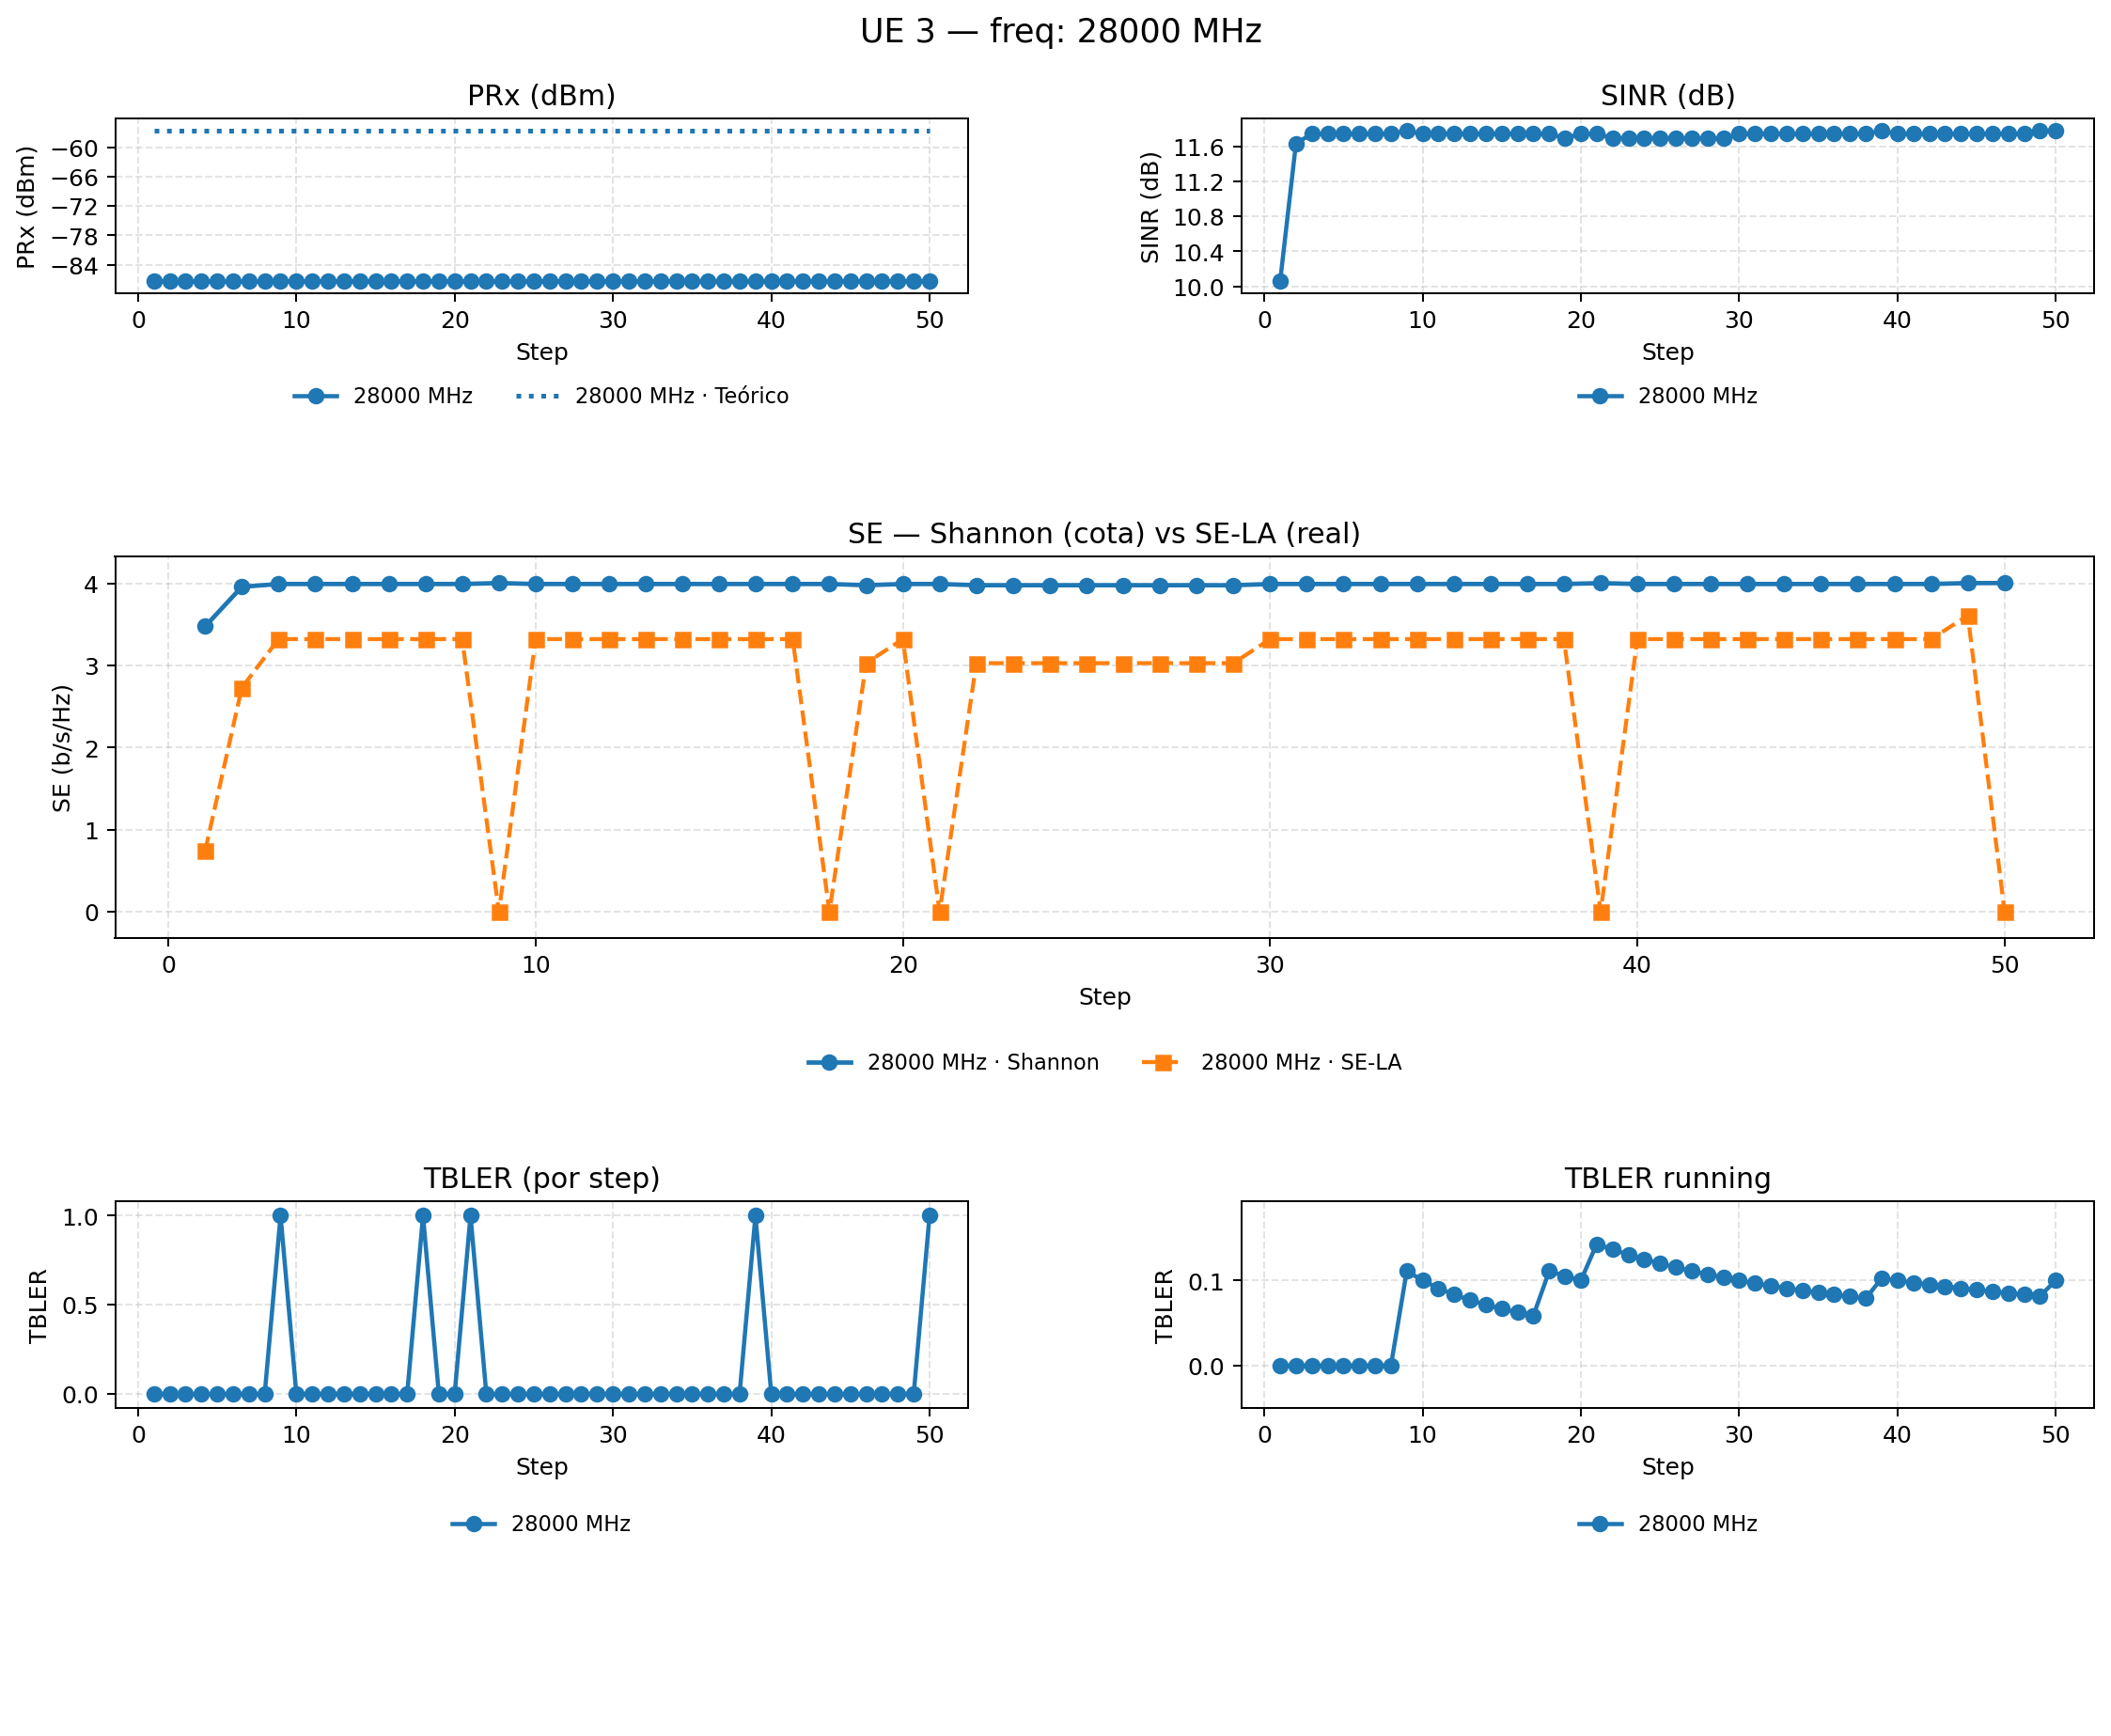 UE 3 — freq: 28000 MHz
PRx (dBm)
PRx (dBm)
−60
−66
−72
−78
−84
0 10 20 30 40 50
Step
28000 MHz 28000 MHz · Teórico
SINR (dB)
SINR (dB)
11.6
11.2
10.8
10.4
10.0
0 10 20 30 40 50
Step
28000 MHz
SE — Shannon (cota) vs SE-LA (real)
SE (b/s/Hz)
4
3
2
1
0
0 10 20 30 40 50
Step
28000 MHz · Shannon 28000 MHz · SE-LA
TBLER (por step)
TBLER
1.0
0.5
0.0
0 10 20 30 40 50
Step
28000 MHz
TBLER running
TBLER
0.1
0.0
0 10 20 30 40 50
Step
28000 MHz